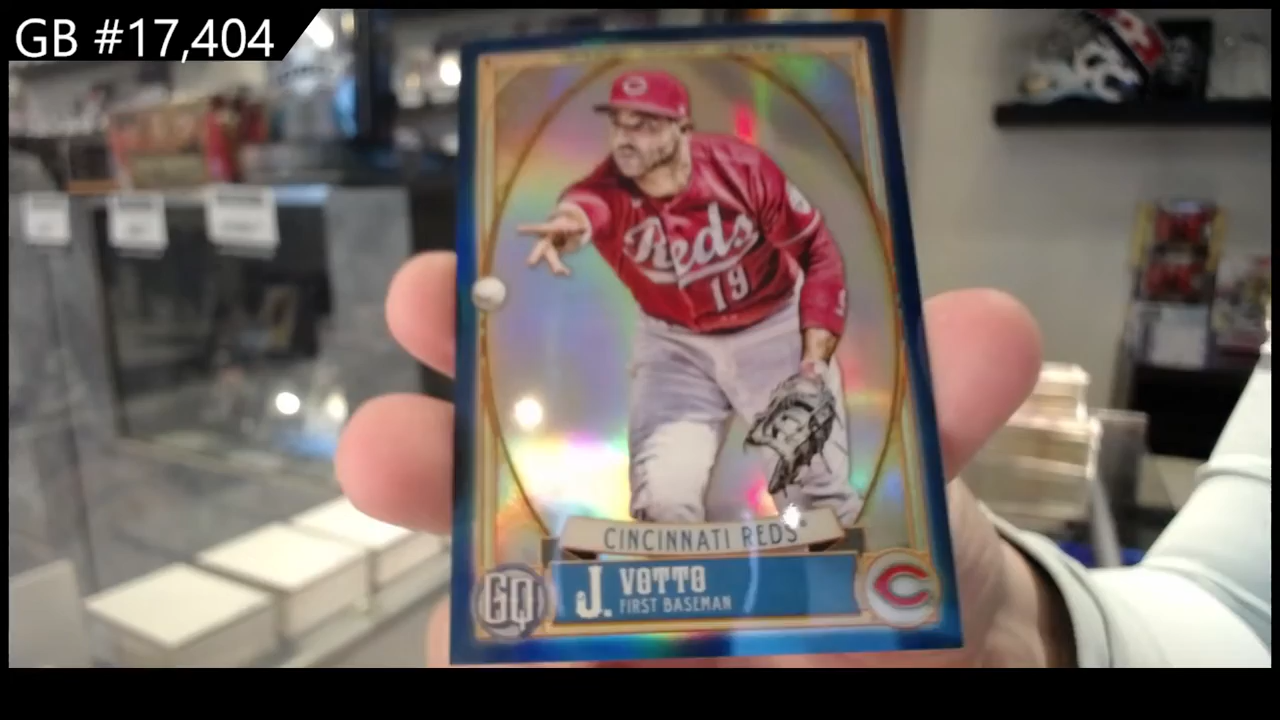 GB #17,404
Reds
19
CINCINNATI REDS
GQ
J. VOTTO
FIRST BASEMAN
C